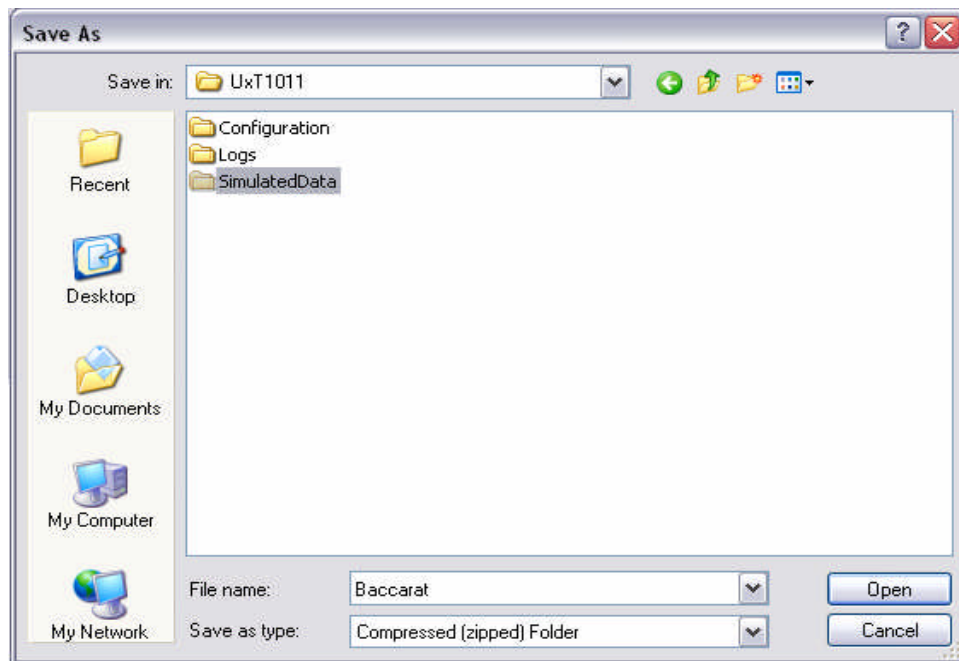 Save As
Save in: UxT1011
Configuration
Logs
SimulatedData
Recent
Desktop
My Documents
My Computer
My Network
File name: Baccarat Open
Save as type: Compressed (zipped) Folder Cancel